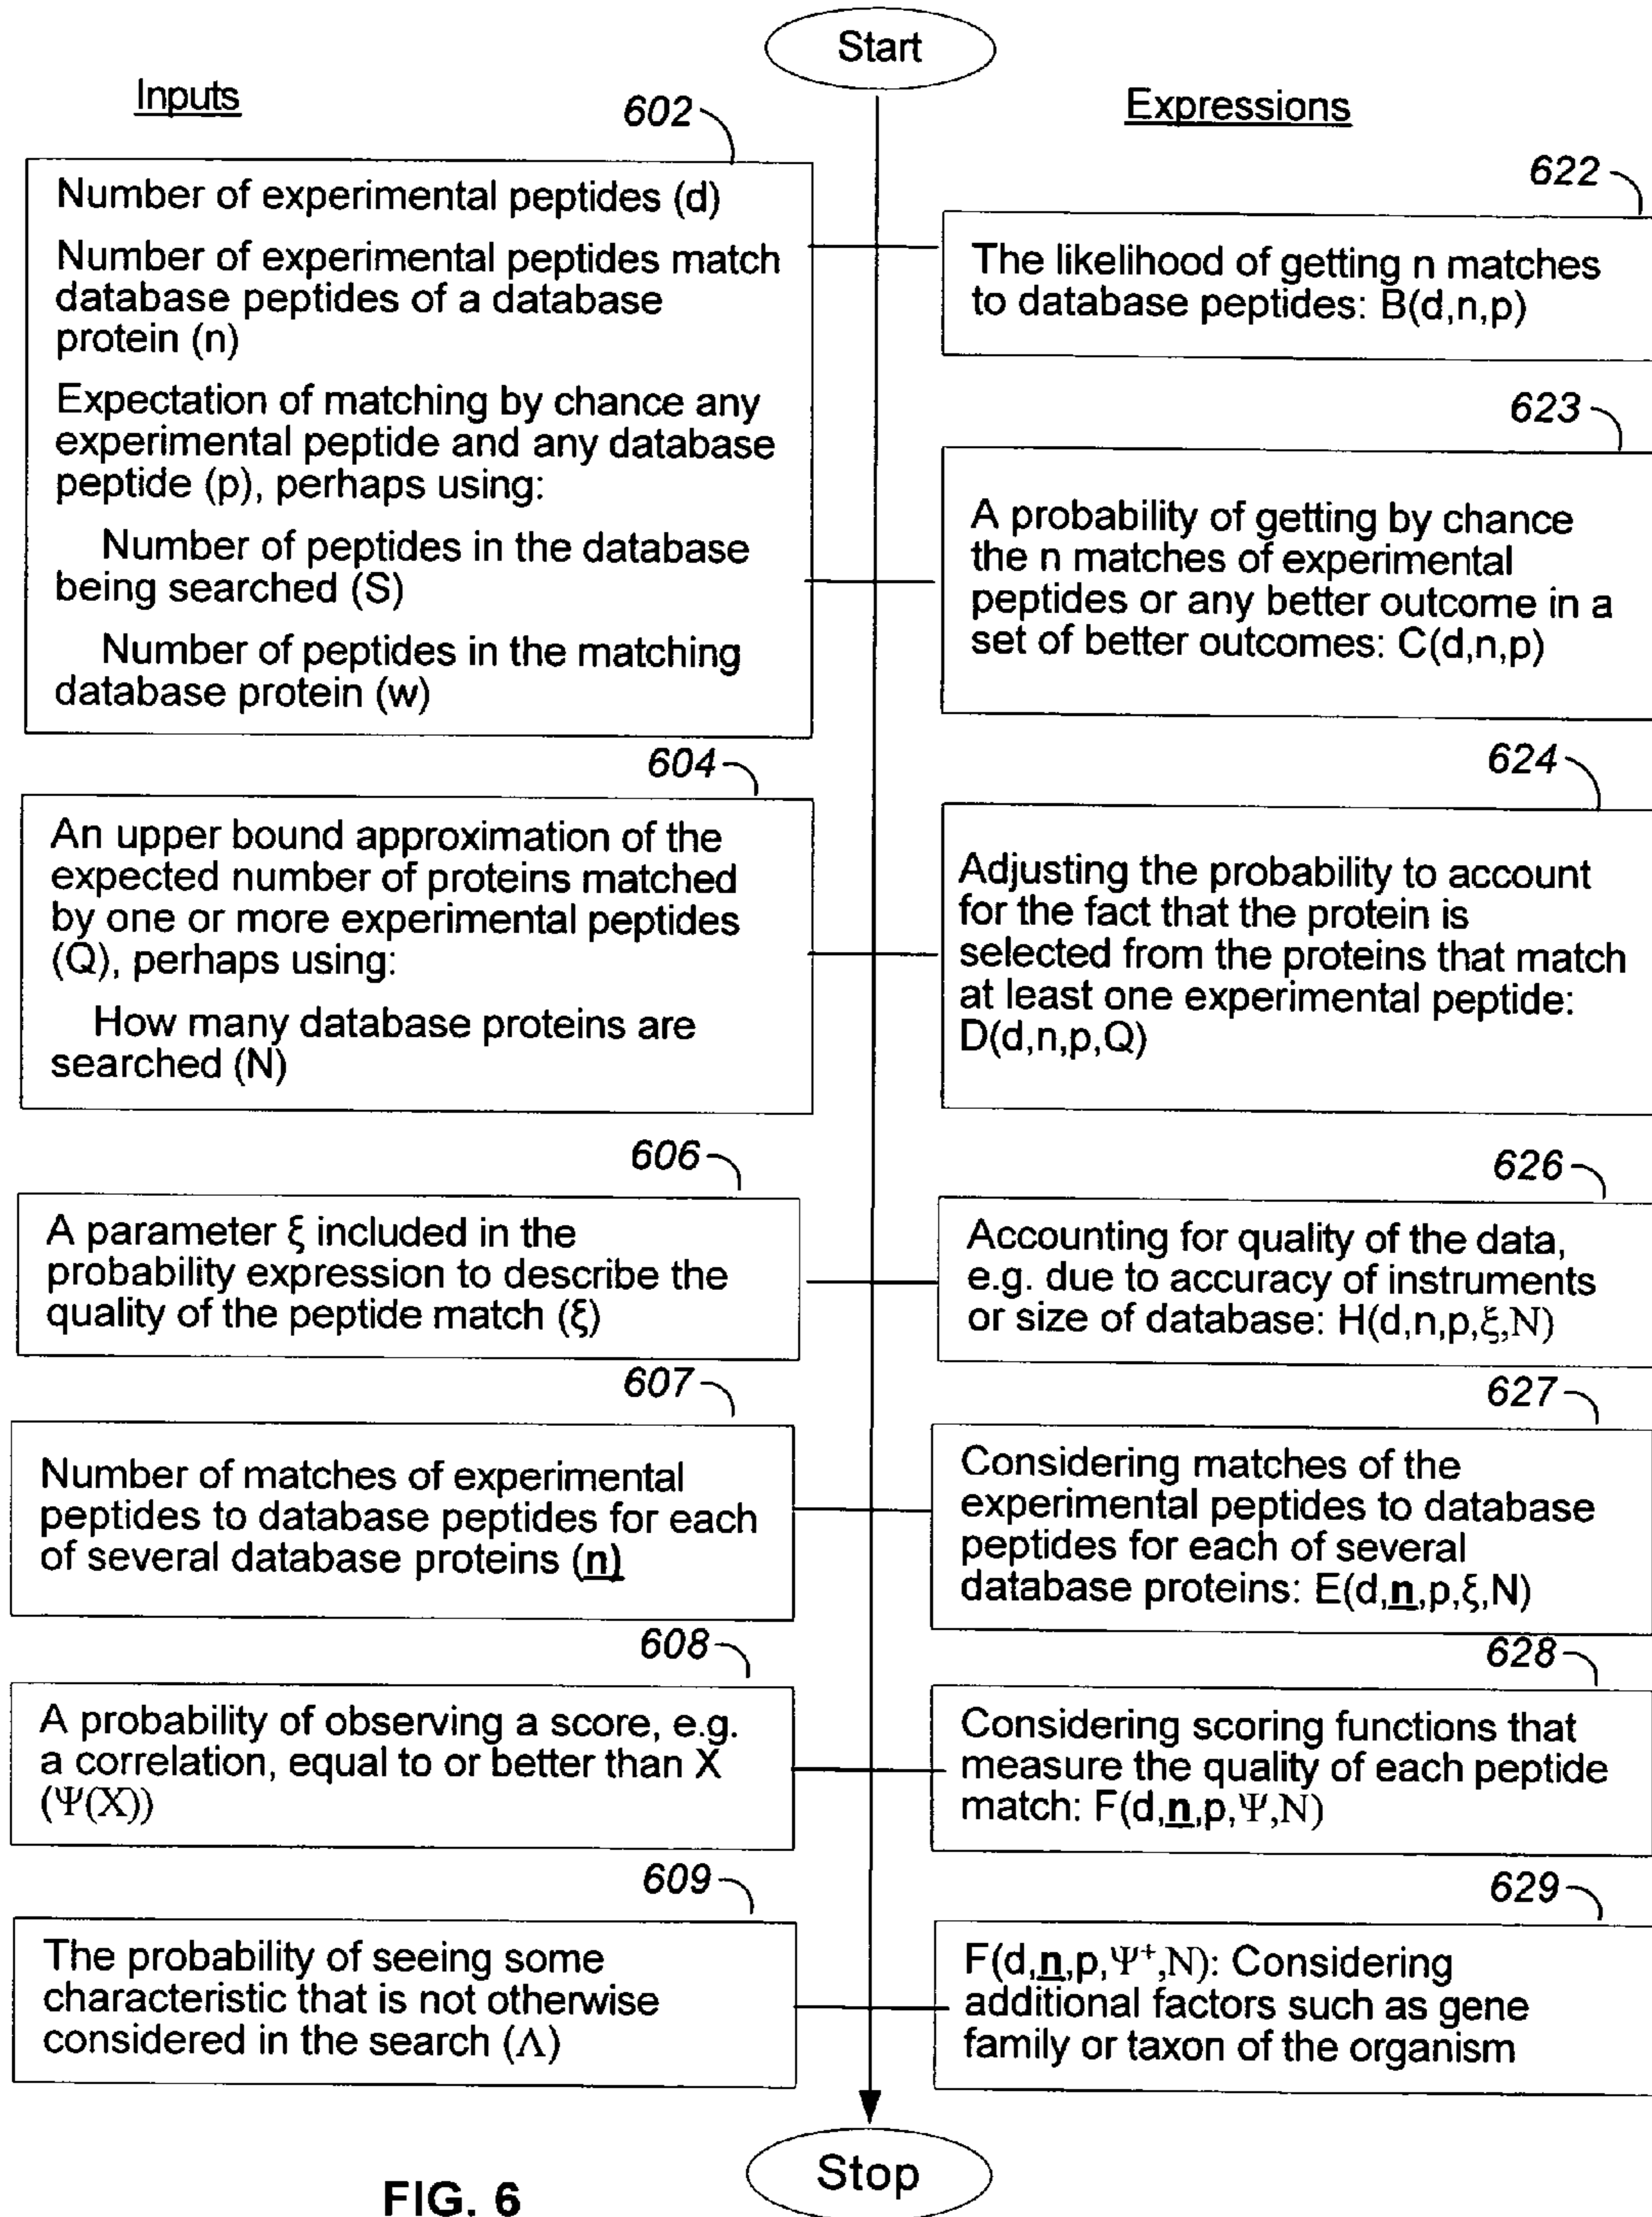 Start
Inputs
Expressions
602
Number of experimental peptides (d)
Number of experimental peptides match
database peptides of a database
protein (n)
Expectation of matching by chance any
experimental peptide and any database
peptide (p), perhaps using:
Number of peptides in the database
being searched (S)
Number of peptides in the matching
database protein (w)
622
The likelihood of getting n matches
to database peptides: B(d,n,p)
623
A probability of getting by chance
the n matches of experimental
peptides or any better outcome in a
set of better outcomes: C(d,n,p)
604
An upper bound approximation of the
expected number of proteins matched
by one or more experimental peptides
(Q), perhaps using:
How many database proteins are
searched (N)
624
Adjusting the probability to account
for the fact that the protein is
selected from the proteins that match
at least one experimental peptide:
D(d,n,p,Q)
606
A parameter ξ included in the
probability expression to describe the
quality of the peptide match (ξ)
626
Accounting for quality of the data,
e.g. due to accuracy of instruments
or size of database: H(d,n,p,ξ,N)
607
Number of matches of experimental
peptides to database peptides for each
of several database proteins (n)
627
Considering matches of the
experimental peptides to database
peptides for each of several
database proteins: E(d,n,p,ξ,N)
608
A probability of observing a score, e.g.
a correlation, equal to or better than X
(Ψ(X))
628
Considering scoring functions that
measure the quality of each peptide
match: F(d,n,p,Ψ,N)
609
The probability of seeing some
characteristic that is not otherwise
considered in the search (Λ)
629
F(d,n,p,Ψ⁺,N): Considering
additional factors such as gene
family or taxon of the organism
Stop
FIG. 6